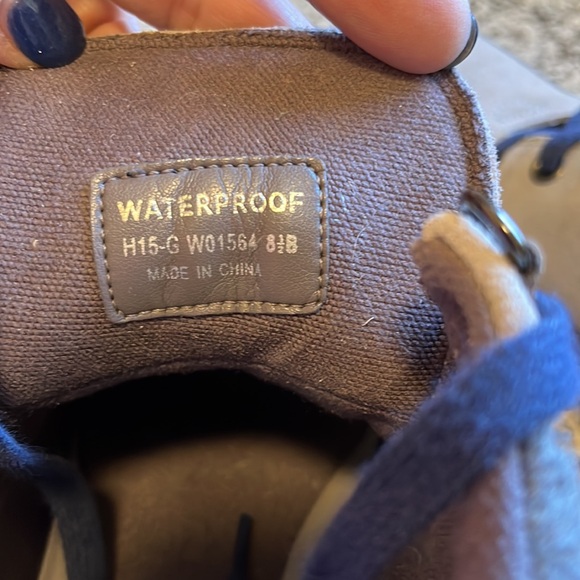 WATERPROOF
H15-G W01564 8½B
MADE IN CHINA